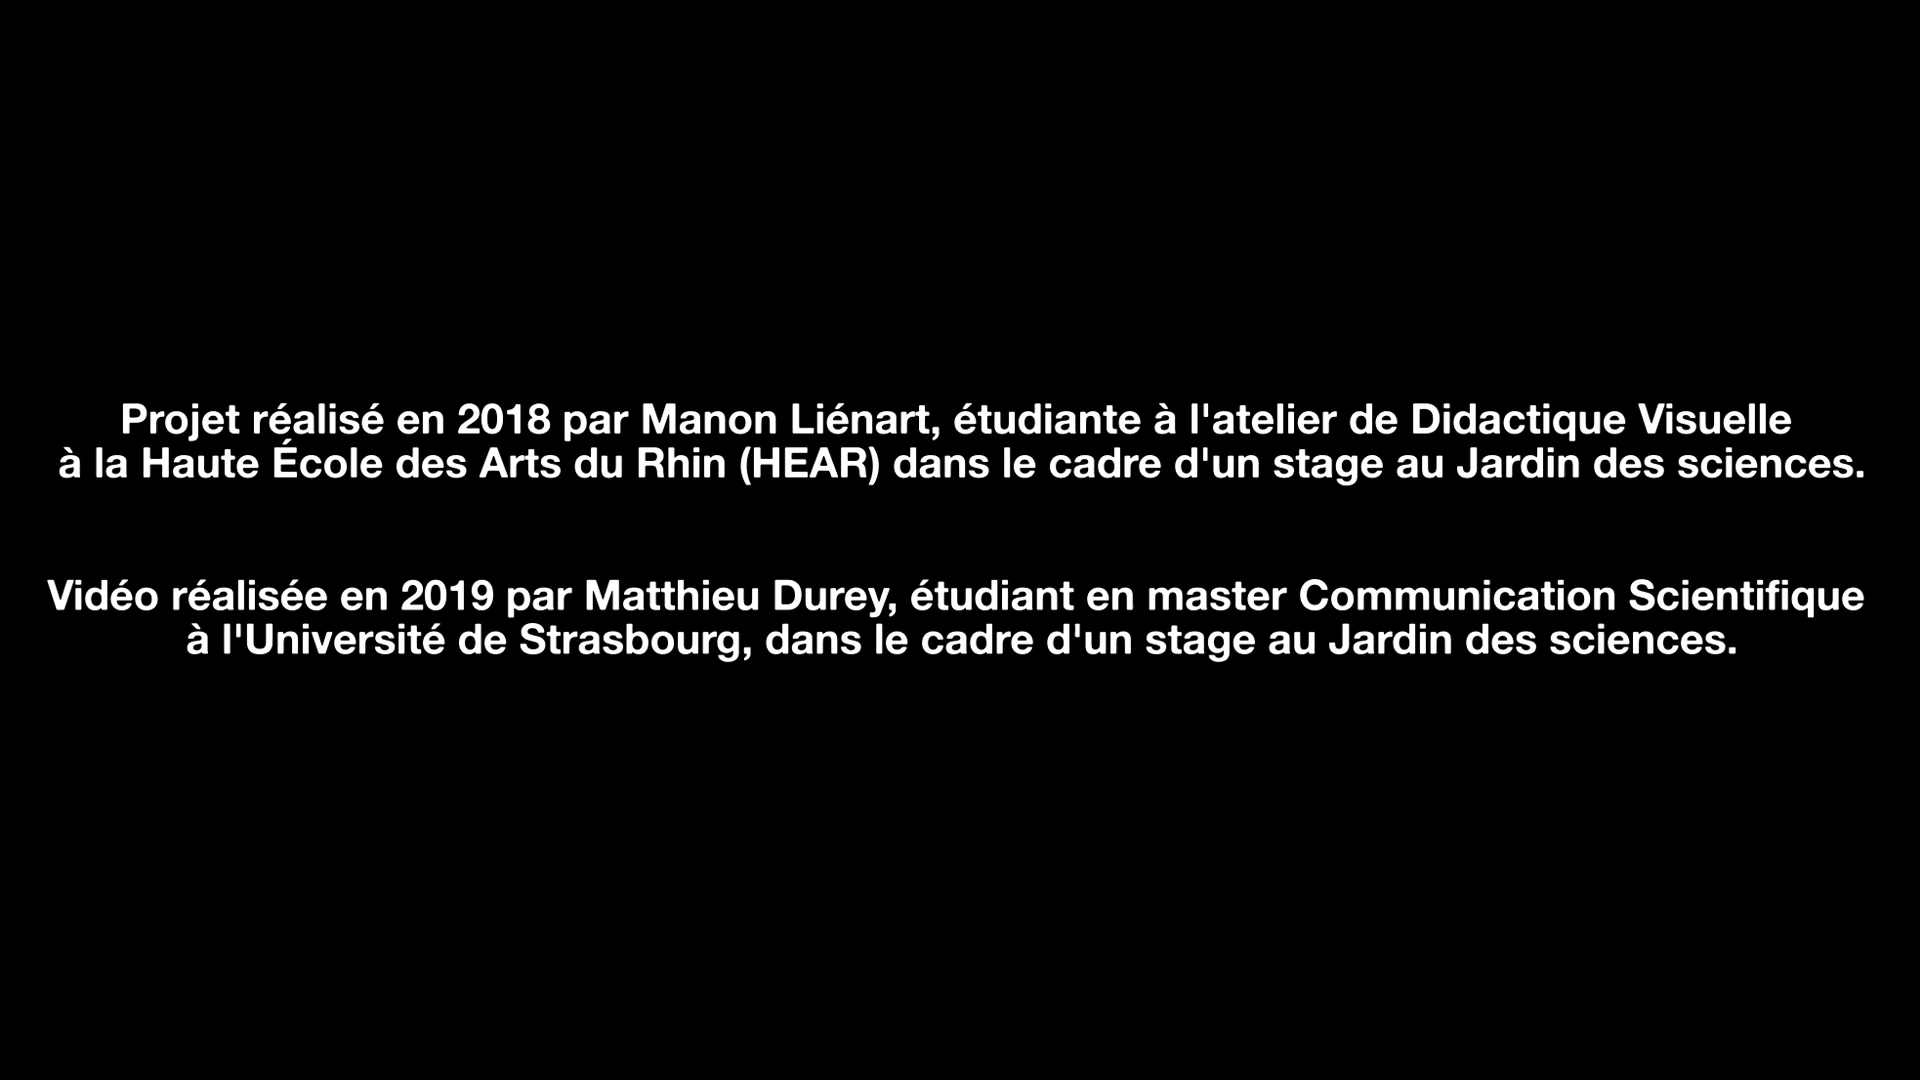 Projet réalisé en 2018 par Manon Liénart, étudiante à l'atelier de Didactique Visuelle
à la Haute École des Arts du Rhin (HEAR) dans le cadre d'un stage au Jardin des sciences.
Vidéo réalisée en 2019 par Matthieu Durey, étudiant en master Communication Scientifique
à l'Université de Strasbourg, dans le cadre d'un stage au Jardin des sciences.